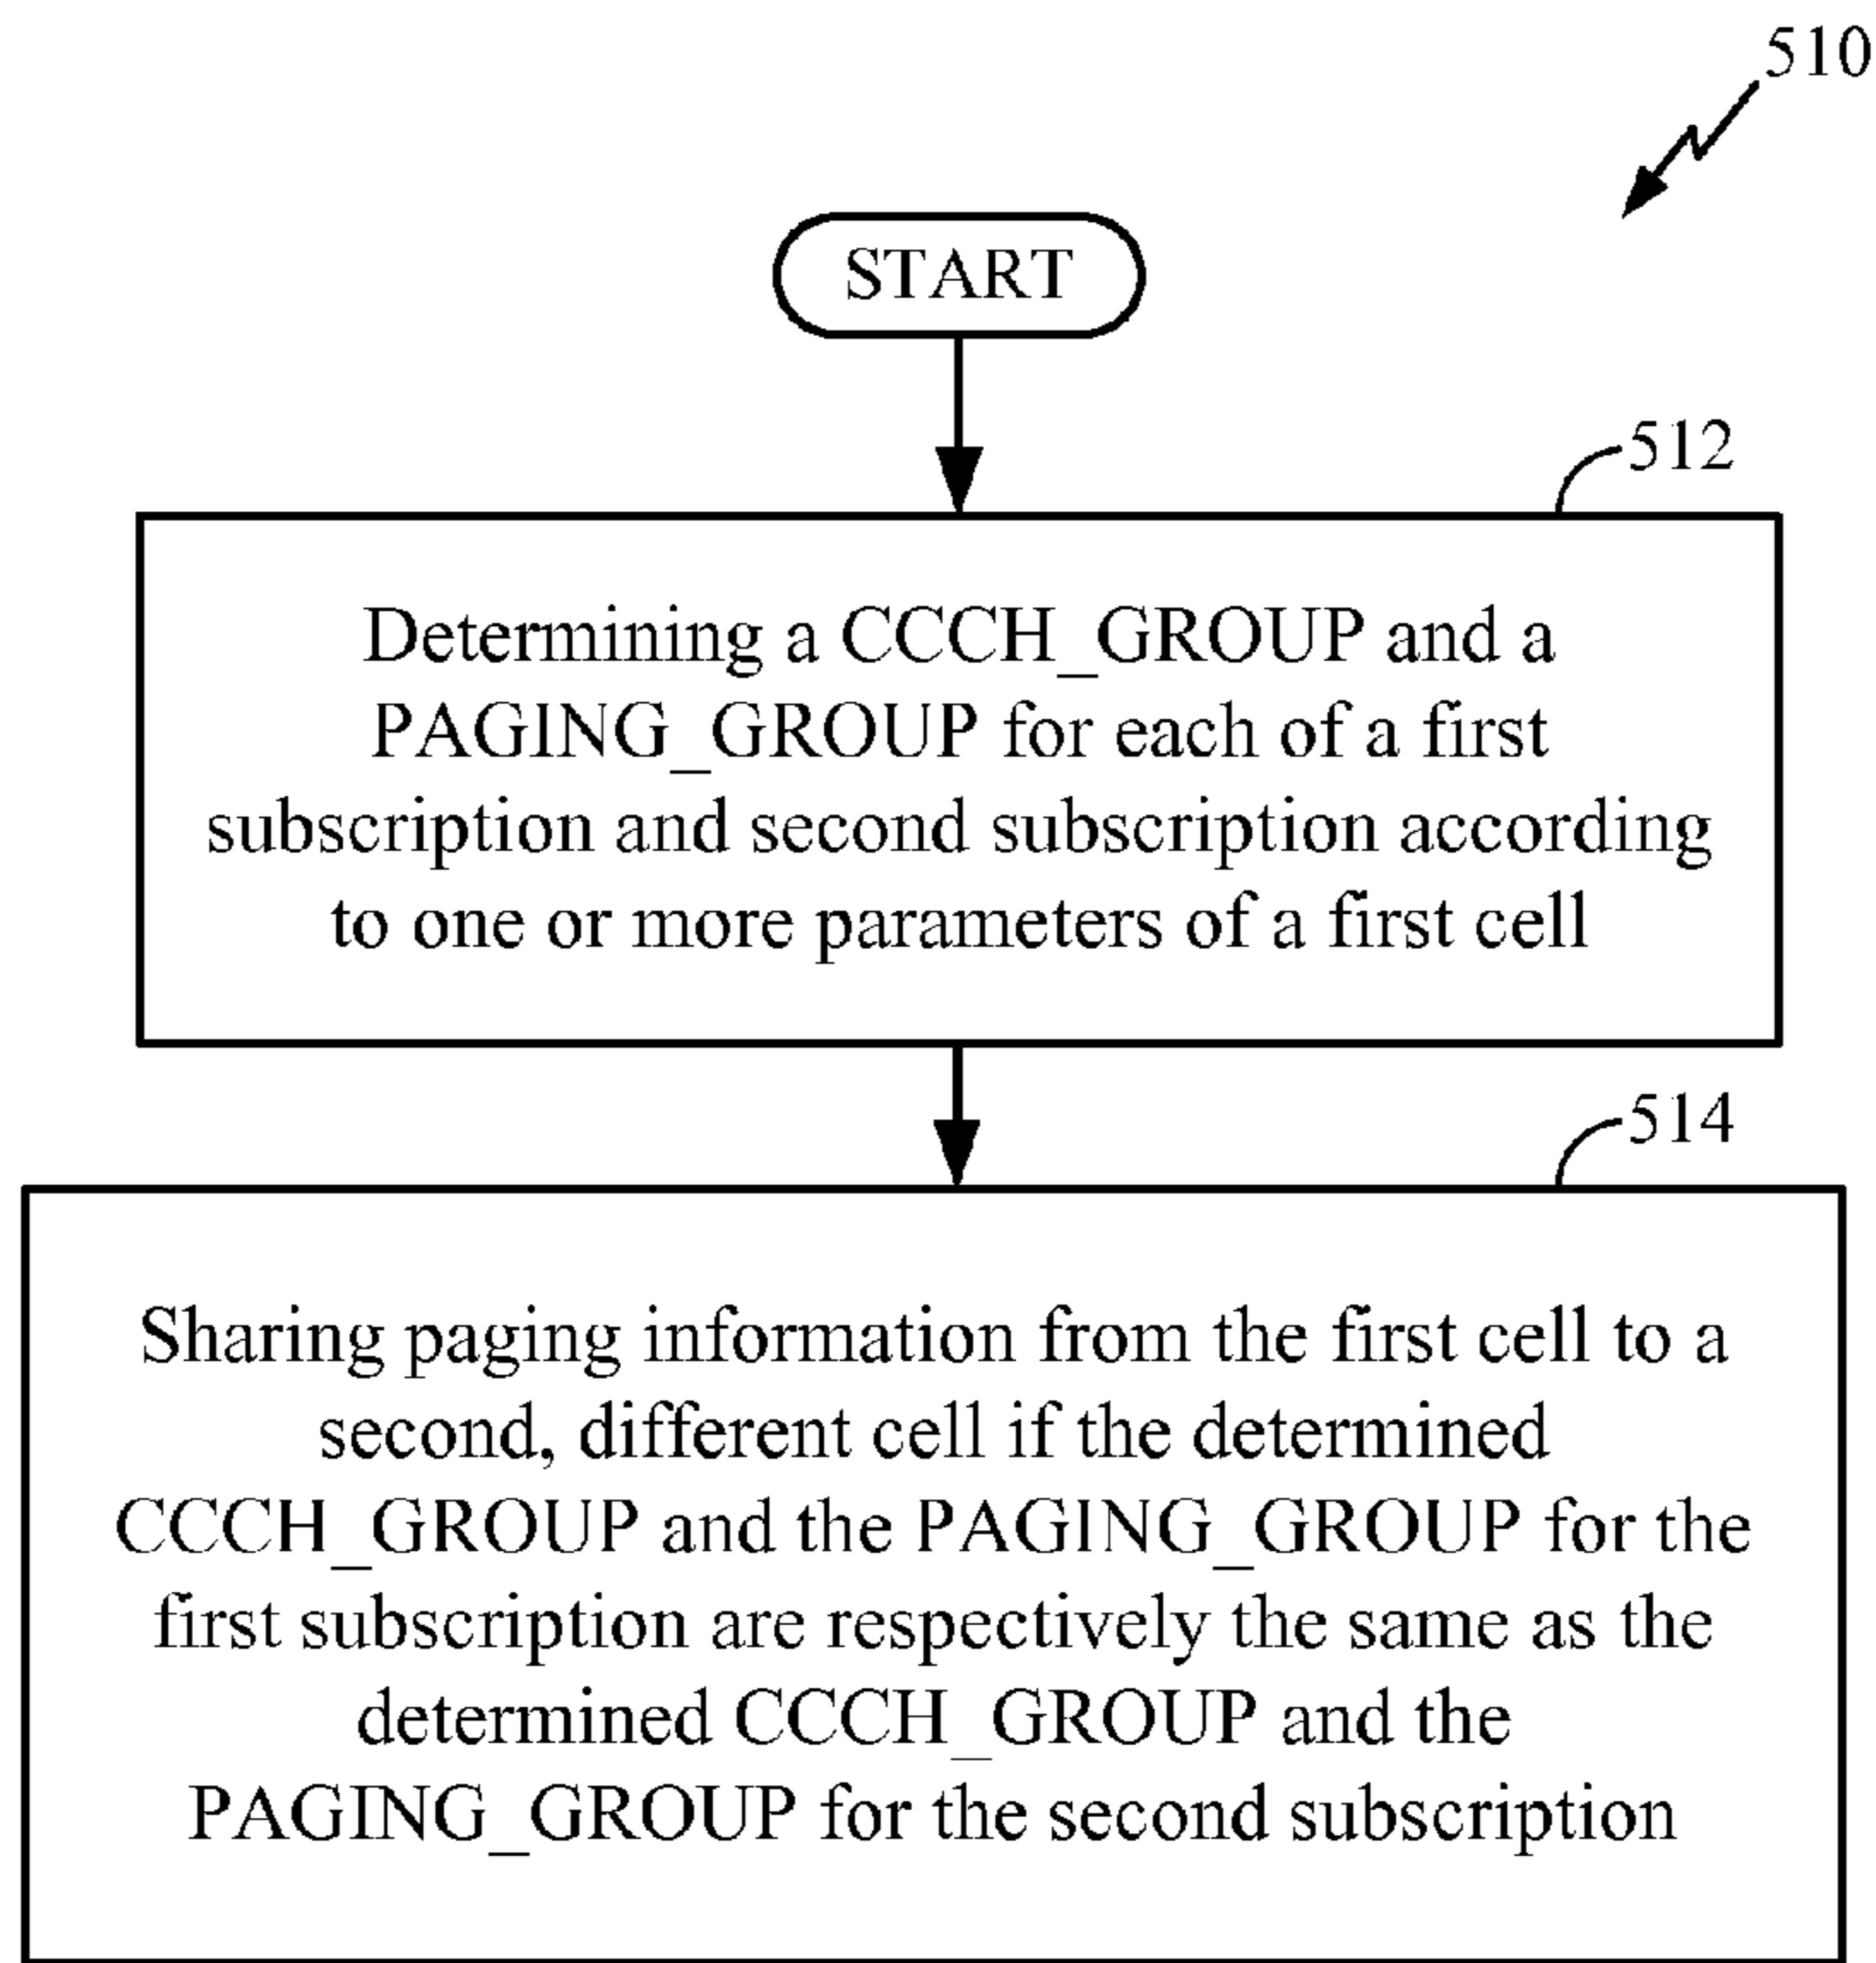 510
START
512
Determining a CCCH_GROUP and a
PAGING_GROUP for each of a first
subscription and second subscription according
to one or more parameters of a first cell
514
Sharing paging information from the first cell to a
second, different cell if the determined
CCCH_GROUP and the PAGING_GROUP for the
first subscription are respectively the same as the
determined CCCH_GROUP and the
PAGING_GROUP for the second subscription